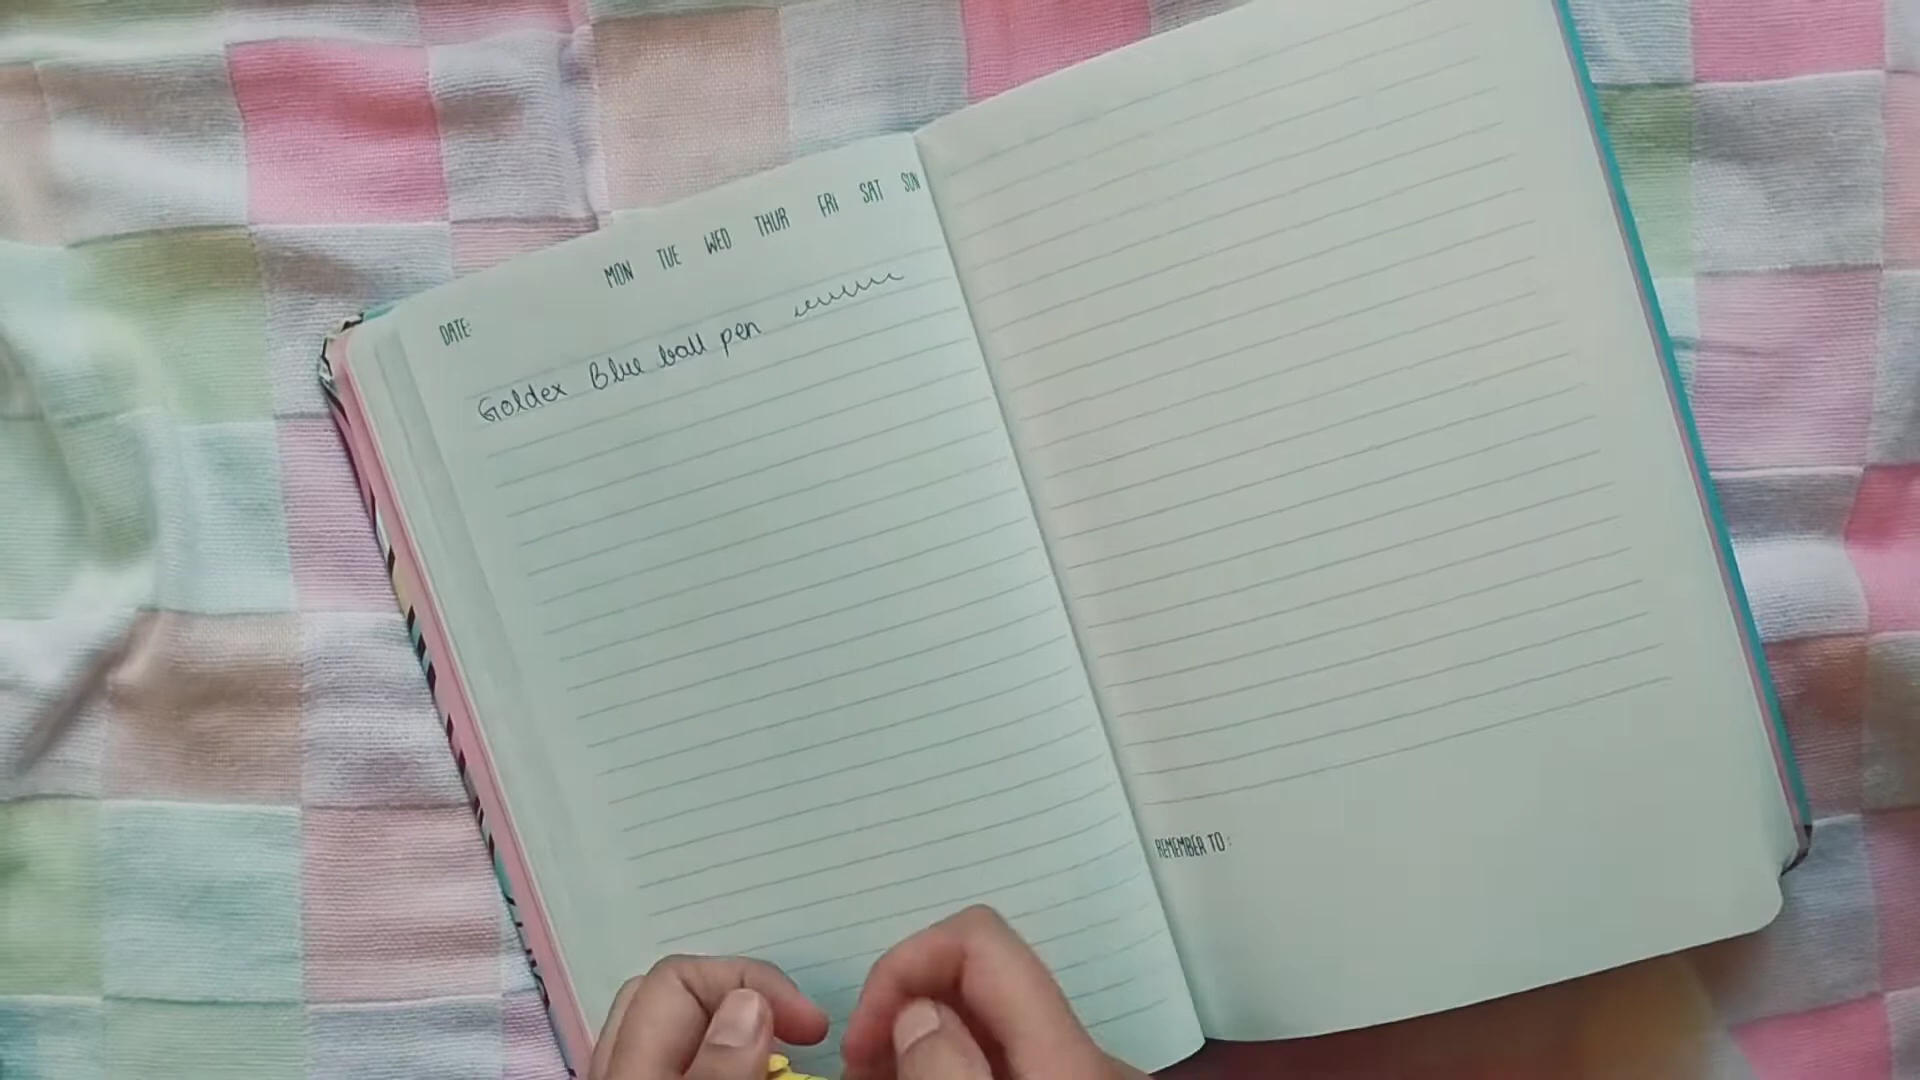 MON TUE WED THUR FRI SAT SUN
DATE:
Goldex Blue ball pen
REMEMBER TO :